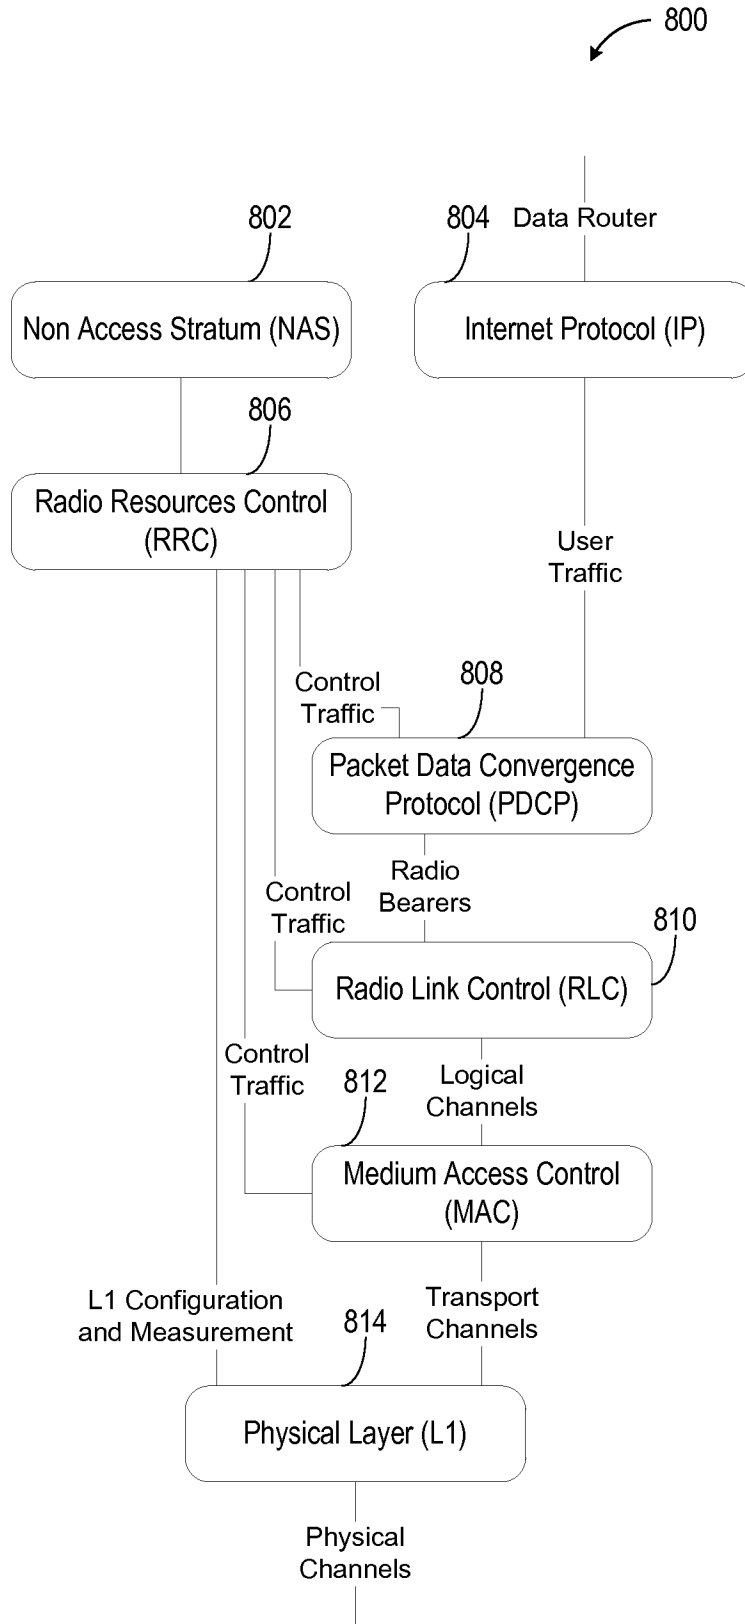 800
Data Router
802
804
Non Access Stratum (NAS)
Internet Protocol (IP)
806
Radio Resources Control
(RRC)
User
Traffic
Control
Traffic
808
Packet Data Convergence
Protocol (PDCP)
Radio
Bearers
Control
Traffic
810
Radio Link Control (RLC)
Control
Traffic
Logical
Channels
812
Medium Access Control
(MAC)
L1 Configuration
and Measurement
Transport
Channels
814
Physical Layer (L1)
Physical
Channels